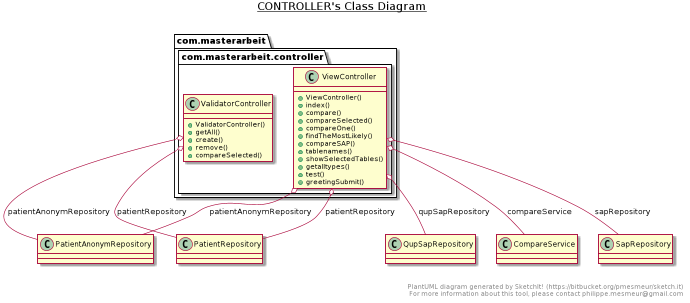 CONTROLLER's Class Diagram
com.masterarbeit
com.masterarbeit.controller
C ValidatorController
ValidatorController()
getAll()
create()
remove()
compareSelected()
C ViewController
ViewController()
index()
compare()
compareSelected()
compareOne()
findTheMostLikely()
compareSAP()
tablenames()
showSelectedTables()
getalltypes()
test()
greetingSubmit()
patientAnonymRepository
patientRepository
patientAnonymRepository
patientRepository
qupSapRepository
compareService
sapRepository
C PatientAnonymRepository
C PatientRepository
C QupSapRepository
C CompareService
C SapRepository
PlantUML diagram generated by SketchIt! (https://bitbucket.org/pmesmeur/sketch.it)
For more information about this tool, please contact philippe.mesmeur@gmail.com